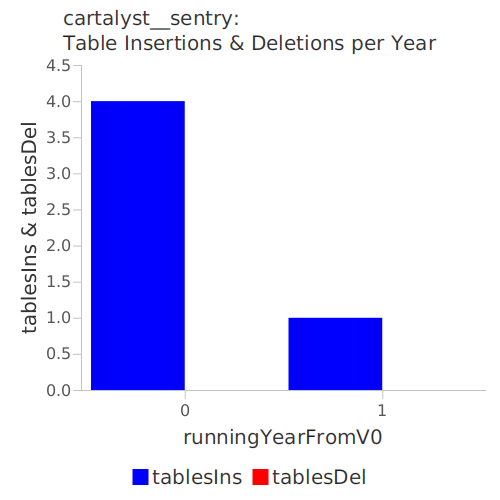 cartalyst__sentry:
Table Insertions & Deletions per Year
tablesIns & tablesDel
4.5
4.0
3.5
3.0
2.5
2.0
1.5
1.0
0.5
0.0
0 1
runningYearFromV0
tablesIns tablesDel